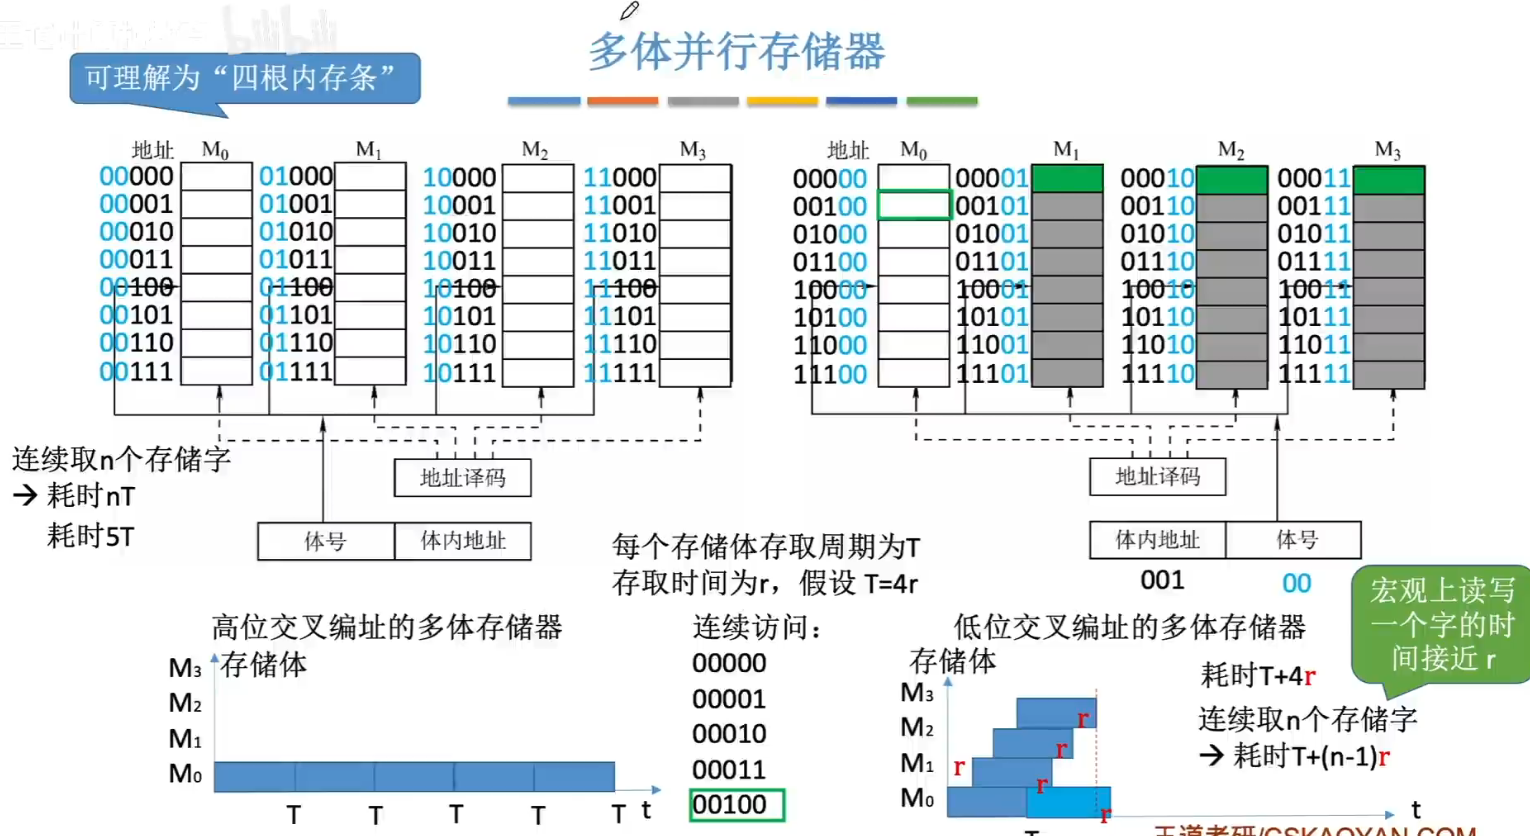 多体并行存储器
可理解为“四根内存条”
bilibili
地址 M0 M1 M2 M3
00000 01000 10000 11000
00001 01001 10001 11001
00010 01010 10010 11010
00011 01011 10011 11011
00100 01100 10100 11100
00101 01101 10101 11101
00110 01110 10110 11110
00111 01111 10111 11111
地址译码
体号 体内地址
连续取n个存储字
→ 耗时nT
耗时5T
地址 M0 M1 M2 M3
00000 00001 00010 00011
00100 00101 00110 00111
01000 01001 01010 01011
01100 01101 01110 01111
10000 10001 10010 10011
10100 10101 10110 10111
11000 11001 11010 11011
11100 11101 11110 11111
地址译码
体内地址 体号
001 00
每个存储体存取周期为T
存取时间为r，假设 T=4r
宏观上读写
一个字的时
间接近 r
高位交叉编址的多体存储器
存储体
M3
M2
M1
M0
T T T T T t
连续访问：
00000
00001
00010
00011
00100
低位交叉编址的多体存储器
存储体
M3 r
M2 r
M1 r r
M0 r
t
耗时T+4r
连续取n个存储字
→ 耗时T+(n-1)r
王道考研/CSKAOYAN.COM